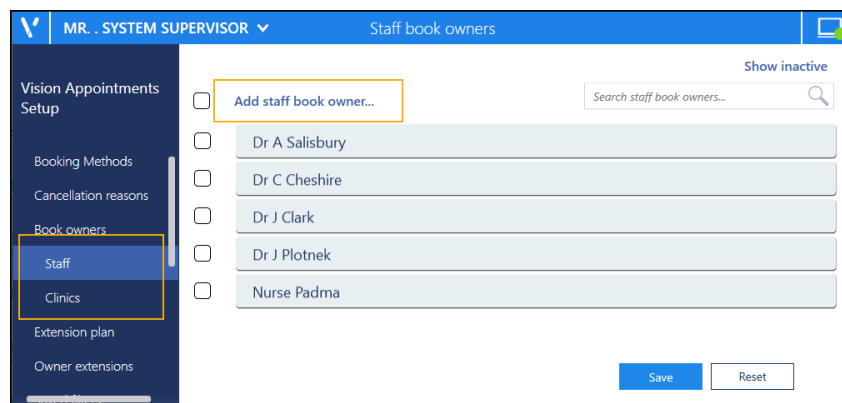 MR. . SYSTEM SUPERVISOR
Staff book owners
Show inactive
Vision Appointments
Setup
Add staff book owner...
Search staff book owners...
Booking Methods
Cancellation reasons
Book owners
Staff
Clinics
Extension plan
Owner extensions
Dr A Salisbury
Dr C Cheshire
Dr J Clark
Dr J Plotnek
Nurse Padma
Save
Reset